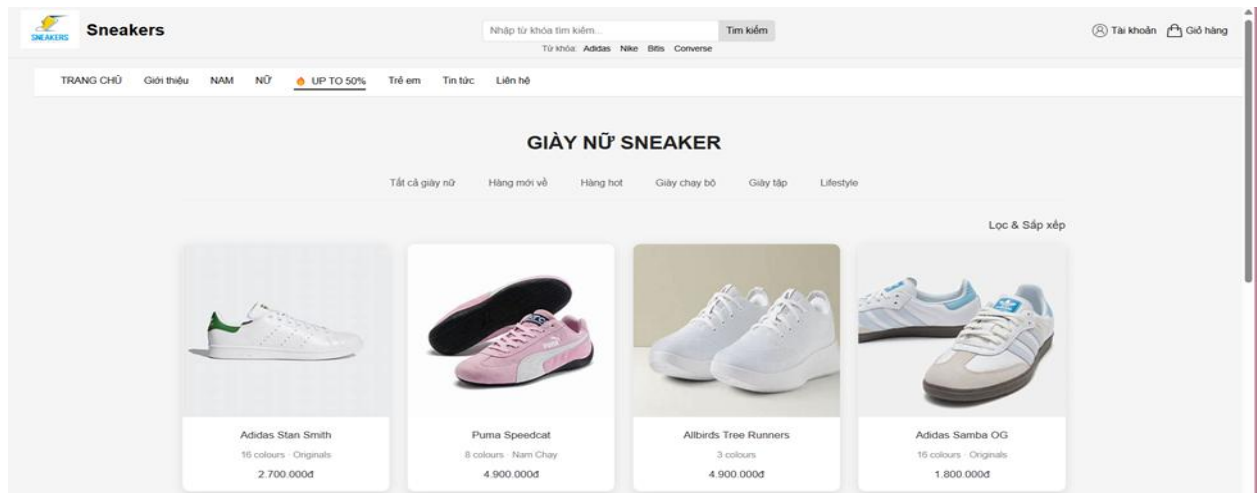 SNEAKERS
Sneakers
Nhập từ khóa tìm kiếm...
Tìm kiếm
Tài khoản
Giỏ hàng
Từ khóa: Adidas Nike Bitis Converse
TRANG CHỦ Giới thiệu NAM NỮ 🔥 UP TO 50% Trẻ em Tin tức Liên hệ
GIÀY NỮ SNEAKER
Tất cả giày nữ Hàng mới về Hàng hot Giày chạy bộ Giày tập Lifestyle
Lọc & Sắp xếp
Adidas Stan Smith
16 colours · Originals
2.700.000đ
Puma Speedcat
8 colours · Nam Chay
4.900.000đ
Allbirds Tree Runners
3 colours
4.900.000đ
Adidas Samba OG
16 colours · Originals
1.800.000đ